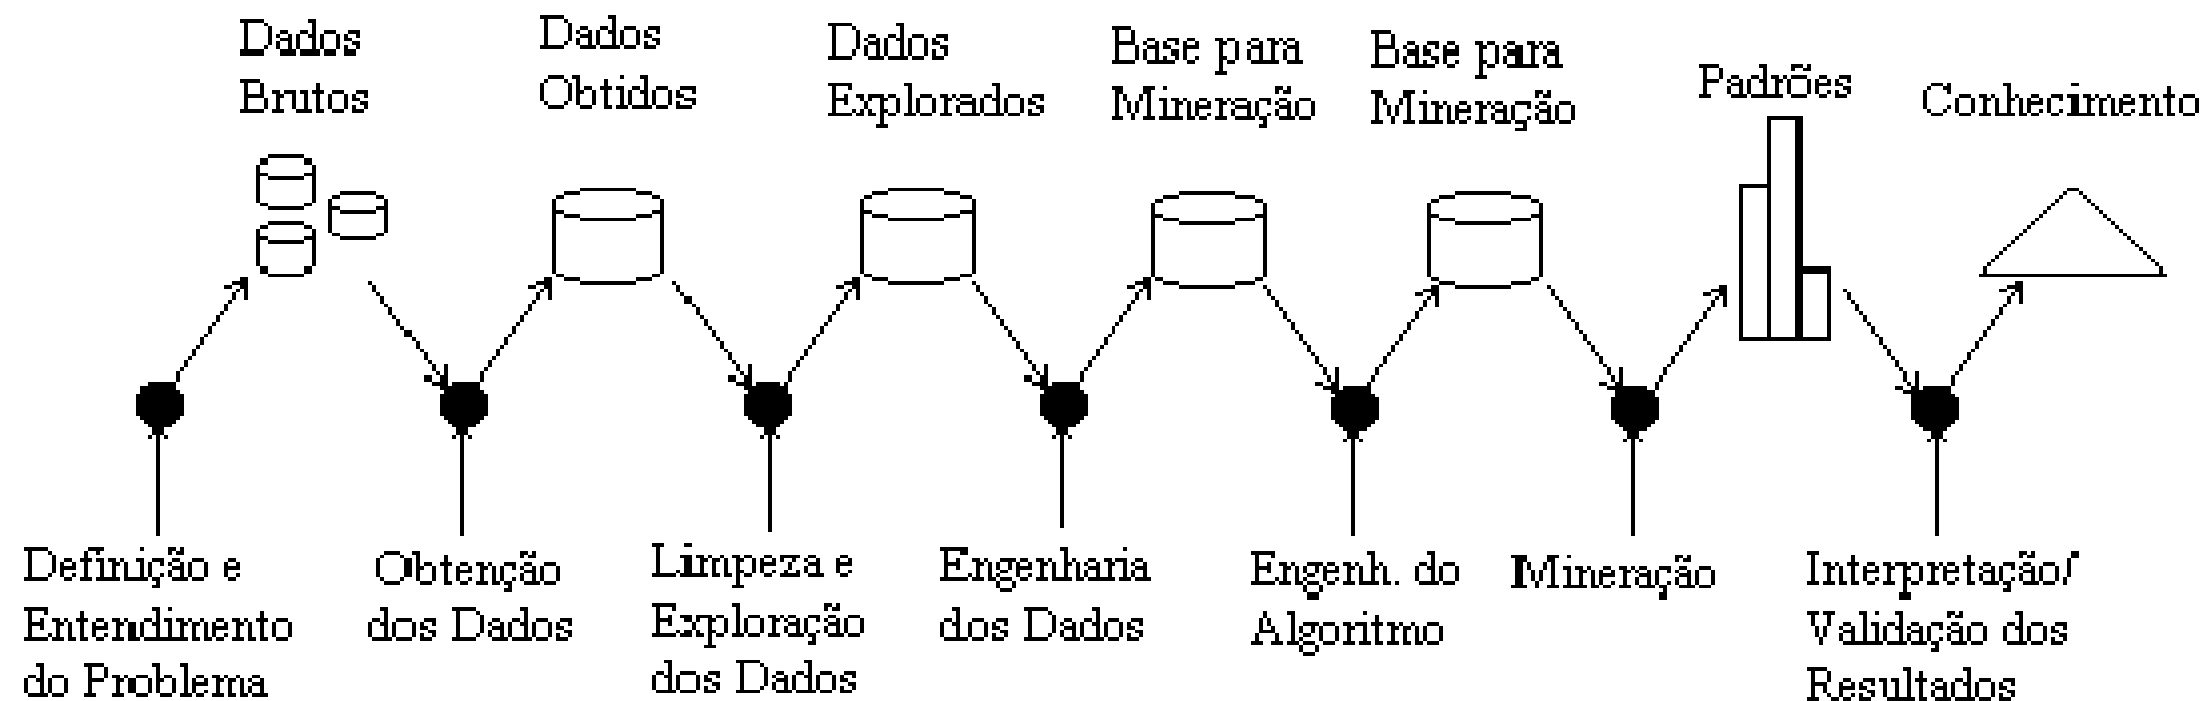 Dados
Brutos
Dados
Obtidos
Dados
Explorados
Base para
Mineração
Base para
Mineração
Padrões
Conhecimento
Definição e
Entendimento
do Problema
Obtenção
dos Dados
Limpeza e
Exploração
dos Dados
Engenharia
dos Dados
Engenh. do
Algoritmo
Mineração
Interpretação/
Validação dos
Resultados